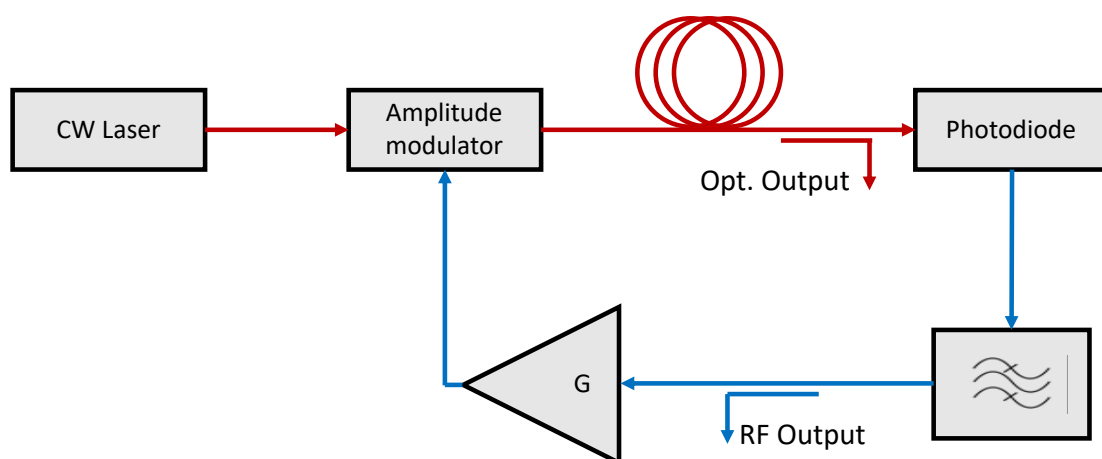 CW Laser
Amplitude
modulator
Photodiode
Opt. Output
G
RF Output